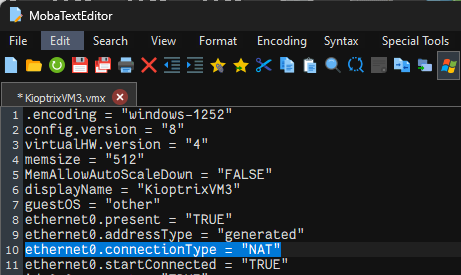 MobaTextEditor
File Edit Search View Format Encoding Syntax Special Tools
*KioptrixVM3.vmx
1 .encoding = "windows-1252"
2 config.version = "8"
3 virtualHW.version = "4"
4 memsize = "512"
5 MemAllowAutoScaleDown = "FALSE"
6 displayName = "KioptrixVM3"
7 guestOS = "other"
8 ethernet0.present = "TRUE"
9 ethernet0.addressType = "generated"
10 ethernet0.connectionType = "NAT"
11 ethernet0.startConnected = "TRUE"